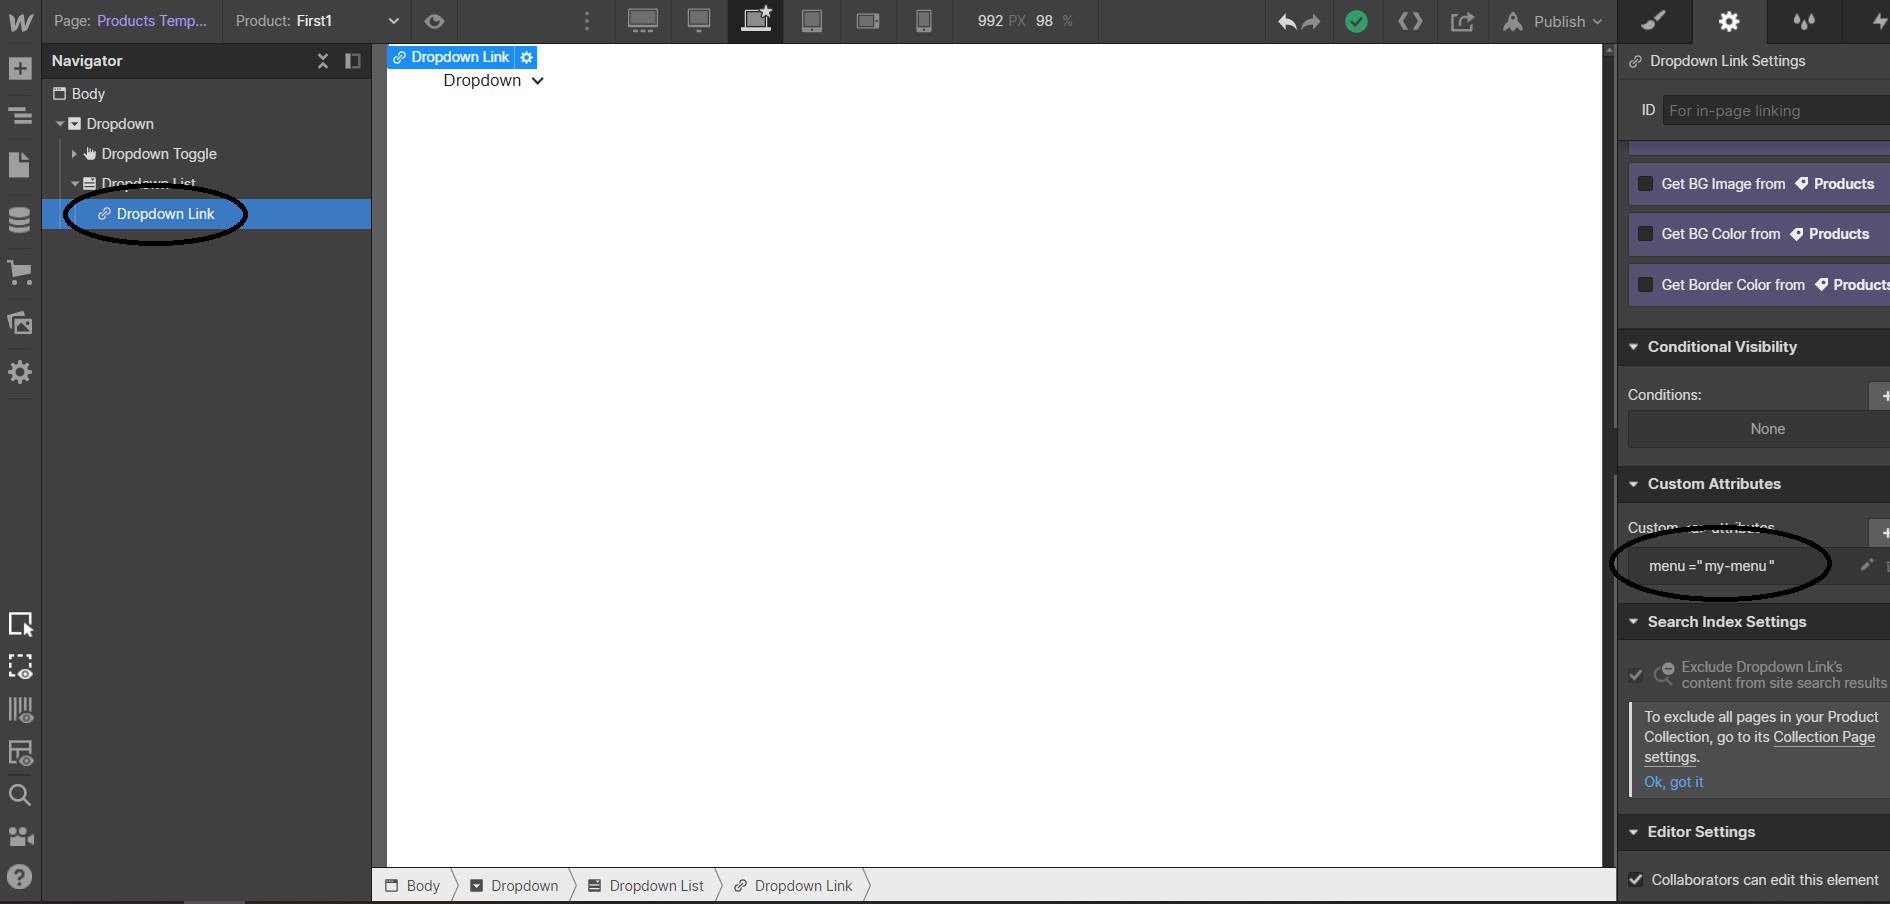 Page: Products Temp...
Product: First1
992 PX 98 %
Publish
Navigator
Body
Dropdown
Dropdown Toggle
Dropdown List
Dropdown Link
Dropdown Link
Dropdown
Body
Dropdown
Dropdown List
Dropdown Link
Dropdown Link Settings
ID For in-page linking
Get BG Image from Products
Get BG Color from Products
Get Border Color from Products
Conditional Visibility
Conditions:
None
Custom Attributes
Custom attributes
menu =" my-menu "
Search Index Settings
Exclude Dropdown Link's
content from site search results
To exclude all pages in your Product
Collection, go to its Collection Page
settings.
Ok, got it
Editor Settings
Collaborators can edit this element